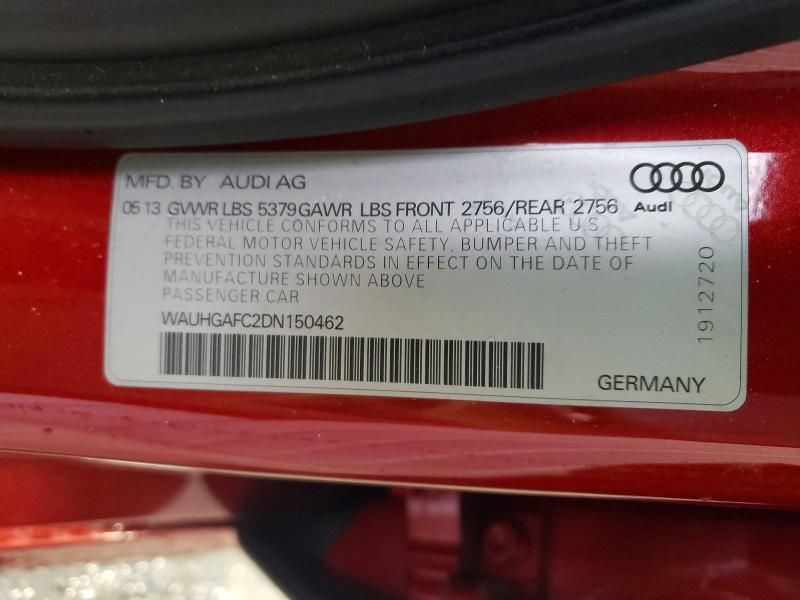 MFD. BY AUDI AG
Audi
05 13 GVWR LBS 5379 GAWR LBS FRONT 2756/REAR 2756
THIS VEHICLE CONFORMS TO ALL APPLICABLE U.S.
FEDERAL MOTOR VEHICLE SAFETY, BUMPER AND THEFT
PREVENTION STANDARDS IN EFFECT ON THE DATE OF
MANUFACTURE SHOWN ABOVE
PASSENGER CAR
WAUHGAFC2DN150462
GERMANY
1912720